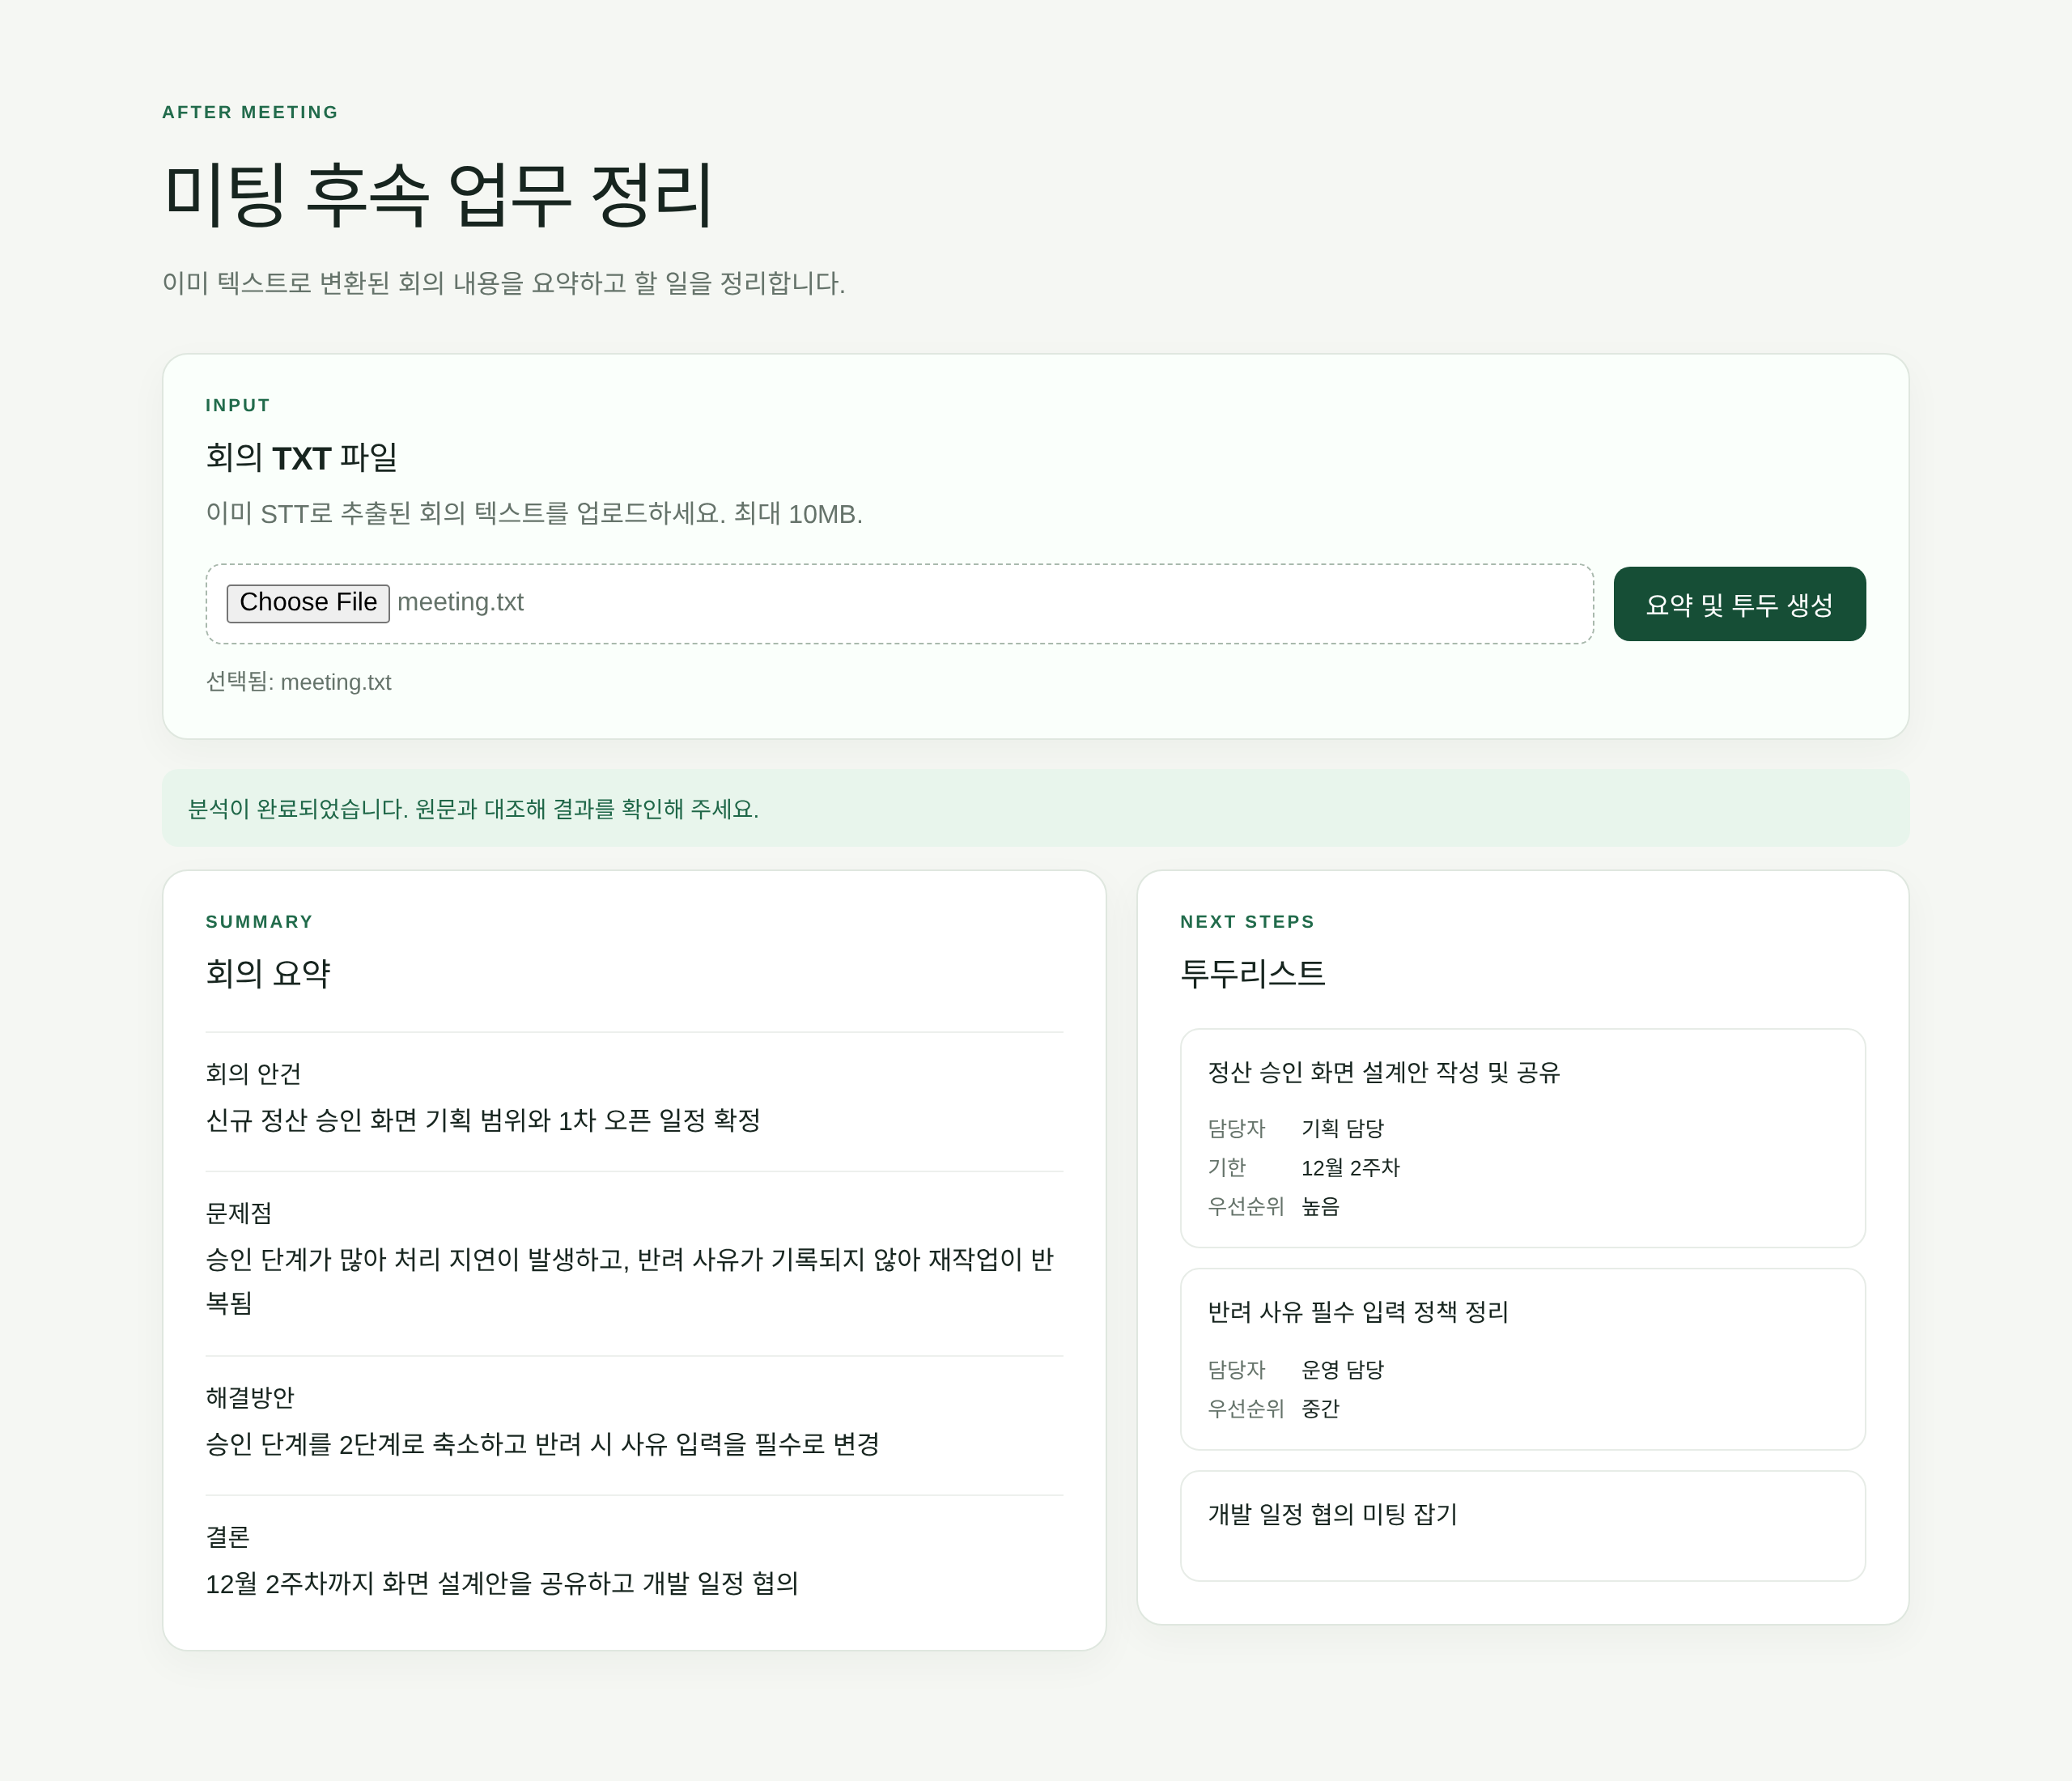 AFTER MEETING
미팅 후속 업무 정리
이미 텍스트로 변환된 회의 내용을 요약하고 할 일을 정리합니다.
INPUT
회의 TXT 파일
이미 STT로 추출된 회의 텍스트를 업로드하세요. 최대 10MB.
Choose File meeting.txt
요약 및 투두 생성
선택됨: meeting.txt
분석이 완료되었습니다. 원문과 대조해 결과를 확인해 주세요.
SUMMARY
회의 요약
회의 안건
신규 정산 승인 화면 기획 범위와 1차 오픈 일정 확정
문제점
승인 단계가 많아 처리 지연이 발생하고, 반려 사유가 기록되지 않아 재작업이 반
복됨
해결방안
승인 단계를 2단계로 축소하고 반려 시 사유 입력을 필수로 변경
결론
12월 2주차까지 화면 설계안을 공유하고 개발 일정 협의
NEXT STEPS
투두리스트
정산 승인 화면 설계안 작성 및 공유
담당자 기획 담당
기한 12월 2주차
우선순위 높음
반려 사유 필수 입력 정책 정리
담당자 운영 담당
우선순위 중간
개발 일정 협의 미팅 잡기